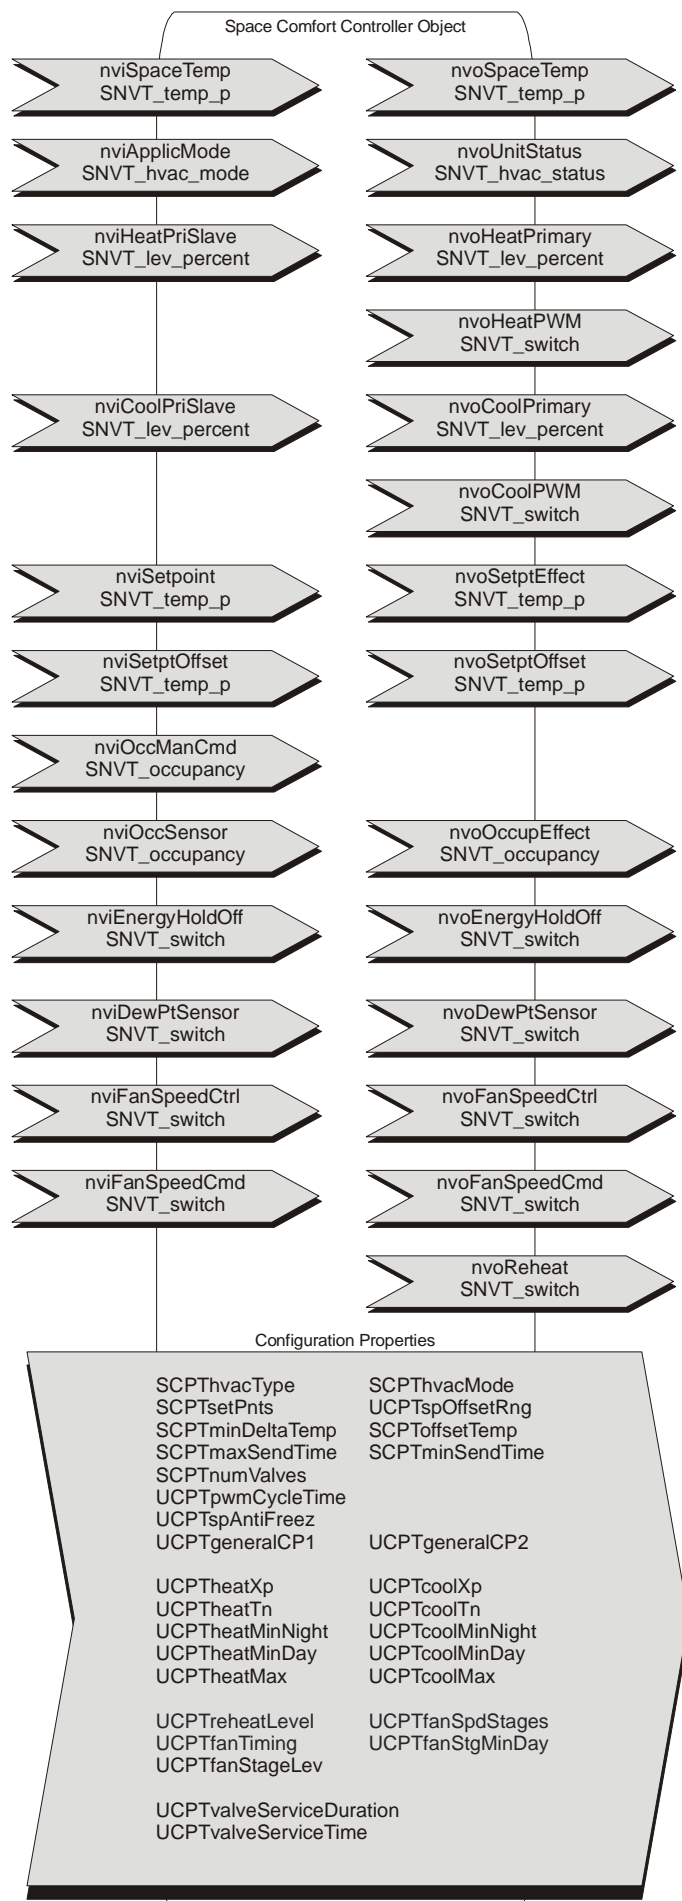 Space Comfort Controller Object
nviSpaceTemp
SNVT_temp_p
nvoSpaceTemp
SNVT_temp_p
nviApplicMode
SNVT_hvac_mode
nvoUnitStatus
SNVT_hvac_status
nviHeatPriSlave
SNVT_lev_percent
nvoHeatPrimary
SNVT_lev_percent
nvoHeatPWM
SNVT_switch
nviCoolPriSlave
SNVT_lev_percent
nvoCoolPrimary
SNVT_lev_percent
nvoCoolPWM
SNVT_switch
nviSetpoint
SNVT_temp_p
nvoSetptEffect
SNVT_temp_p
nviSetptOffset
SNVT_temp_p
nvoSetptOffset
SNVT_temp_p
nviOccManCmd
SNVT_occupancy
nviOccSensor
SNVT_occupancy
nvoOccupEffect
SNVT_occupancy
nviEnergyHoldOff
SNVT_switch
nvoEnergyHoldOff
SNVT_switch
nviDewPtSensor
SNVT_switch
nvoDewPtSensor
SNVT_switch
nviFanSpeedCtrl
SNVT_switch
nvoFanSpeedCtrl
SNVT_switch
nviFanSpeedCmd
SNVT_switch
nvoFanSpeedCmd
SNVT_switch
nvoReheat
SNVT_switch
Configuration Properties
SCPThvacType SCPThvacMode
SCPTsetPnts UCPTspOffsetRng
SCPTminDeltaTemp SCPToffsetTemp
SCPTmaxSendTime SCPTminSendTime
SCPTnumValves
UCPTpwmCycleTime
UCPTspAntiFreez
UCPTgeneralCP1 UCPTgeneralCP2
UCPTheatXp UCPTcoolXp
UCPTheatTn UCPTcoolTn
UCPTheatMinNight UCPTcoolMinNight
UCPTheatMinDay UCPTcoolMinDay
UCPTheatMax UCPTcoolMax
UCPTreheatLevel UCPTfanSpdStages
UCPTfanTiming UCPTfanStgMinDay
UCPTfanStageLev
UCPTvalveServiceDuration
UCPTvalveServiceTime